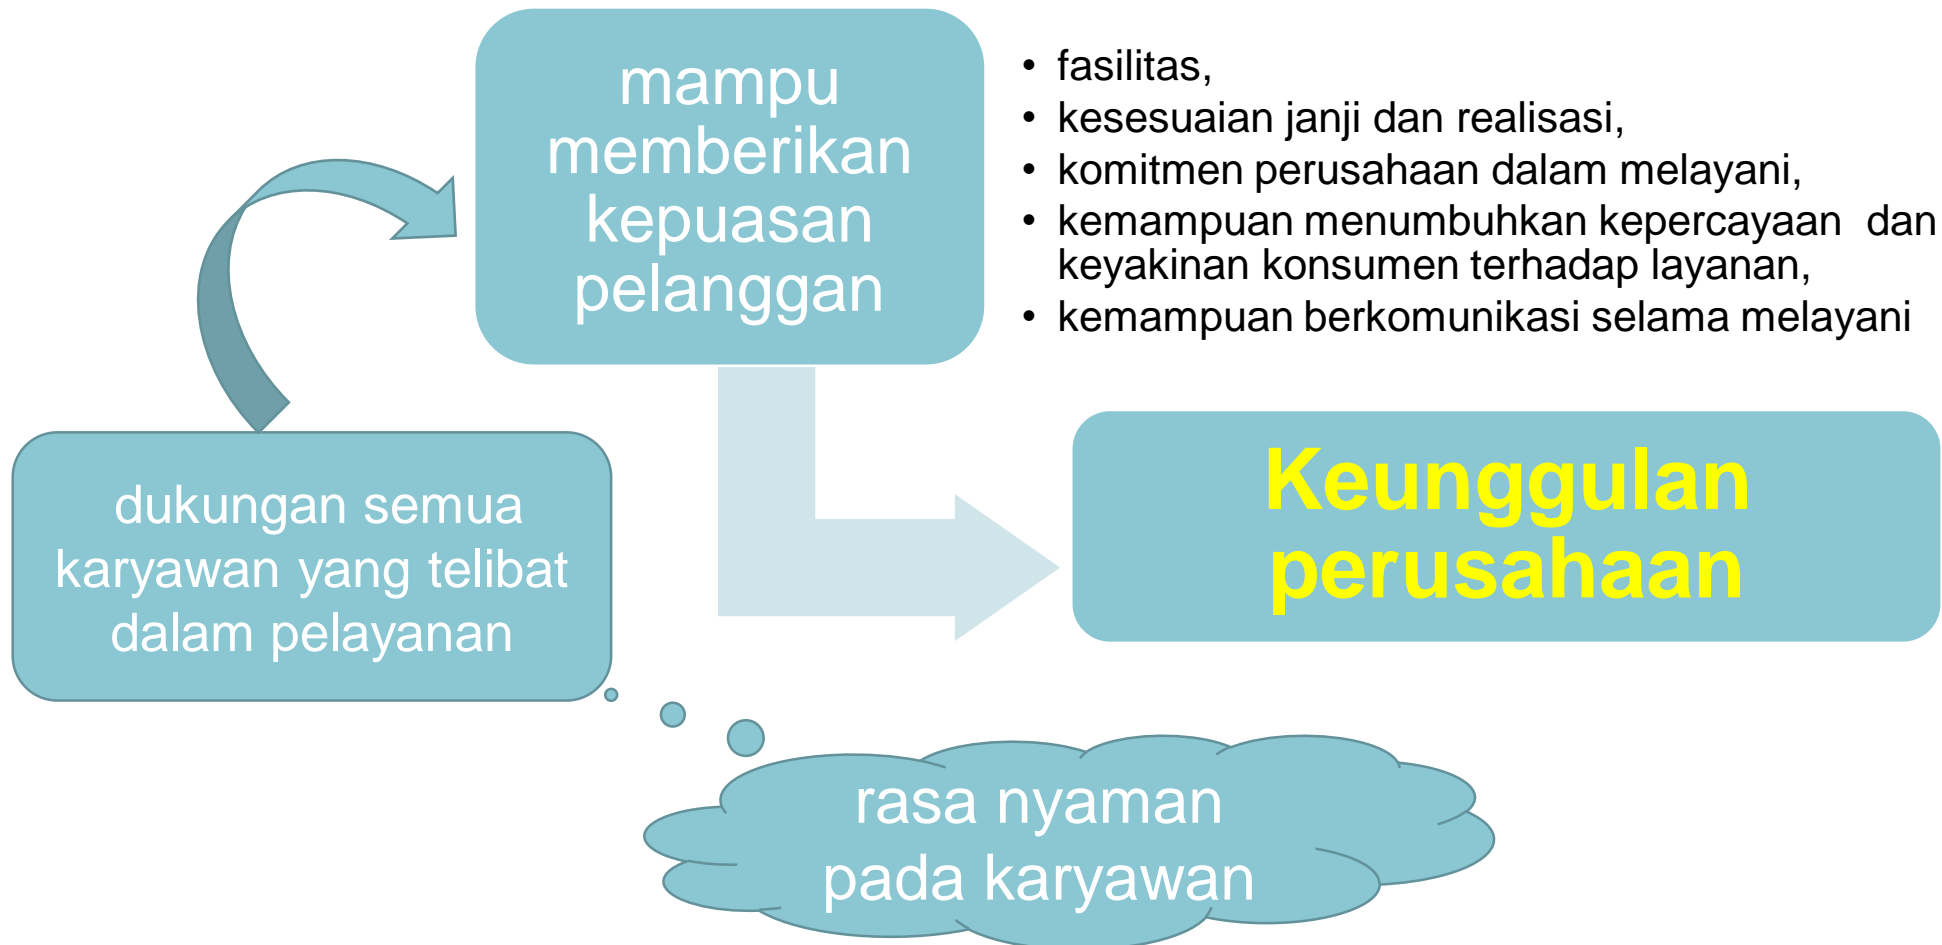 mampu
memberikan
kepuasan
pelanggan
• fasilitas,
• kesesuaian janji dan realisasi,
• komitmen perusahaan dalam melayani,
• kemampuan menumbuhkan kepercayaan dan
keyakinan konsumen terhadap layanan,
• kemampuan berkomunikasi selama melayani
dukungan semua
karyawan yang telibat
dalam pelayanan
Keunggulan
perusahaan
rasa nyaman
pada karyawan